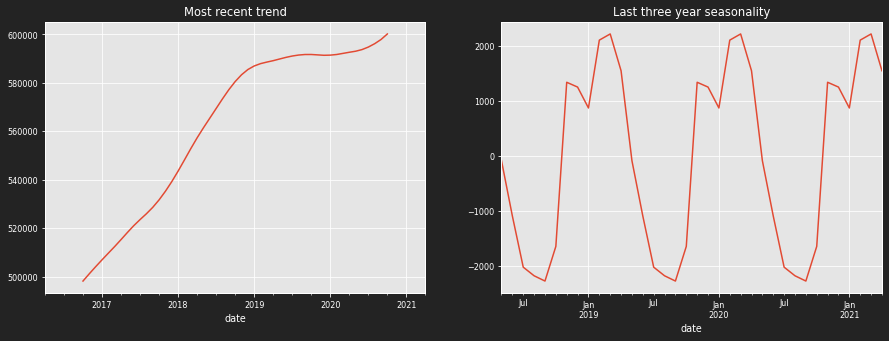 Most recent trend
600000
580000
560000
540000
520000
500000
2017
2018
2019
2020
2021
date
Last three year seasonality
2000
1000
0
−1000
−2000
Jul
Jan
2019
Jul
Jan
2020
Jul
Jan
2021
date